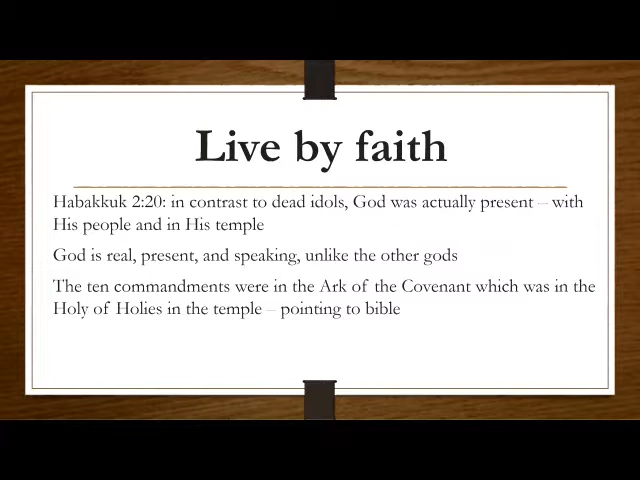 Live by faith
Habakkuk 2:20: in contrast to dead idols, God was actually present – with
His people and in His temple
God is real, present, and speaking, unlike the other gods
The ten commandments were in the Ark of the Covenant which was in the
Holy of Holies in the temple – pointing to bible